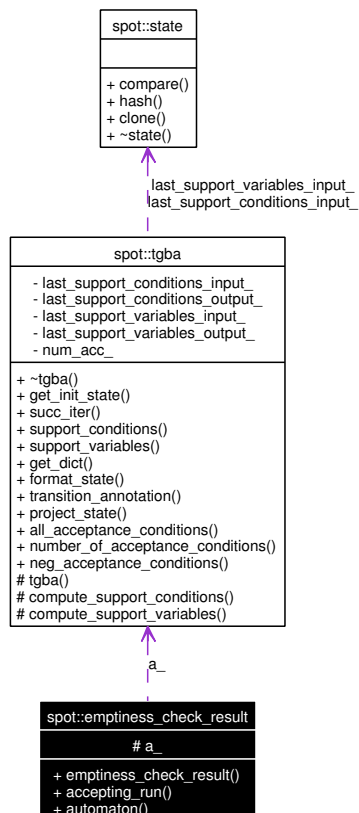 spot::state
+ compare()
+ hash()
+ clone()
+ ~state()
last_support_variables_input_
last_support_conditions_input_
spot::tgba
- last_support_conditions_input_
- last_support_conditions_output_
- last_support_variables_input_
- last_support_variables_output_
- num_acc_
+ ~tgba()
+ get_init_state()
+ succ_iter()
+ support_conditions()
+ support_variables()
+ get_dict()
+ format_state()
+ transition_annotation()
+ project_state()
+ all_acceptance_conditions()
+ number_of_acceptance_conditions()
+ neg_acceptance_conditions()
# tgba()
# compute_support_conditions()
# compute_support_variables()
a_
spot::emptiness_check_result
# a_
+ emptiness_check_result()
+ accepting_run()
+ automaton()